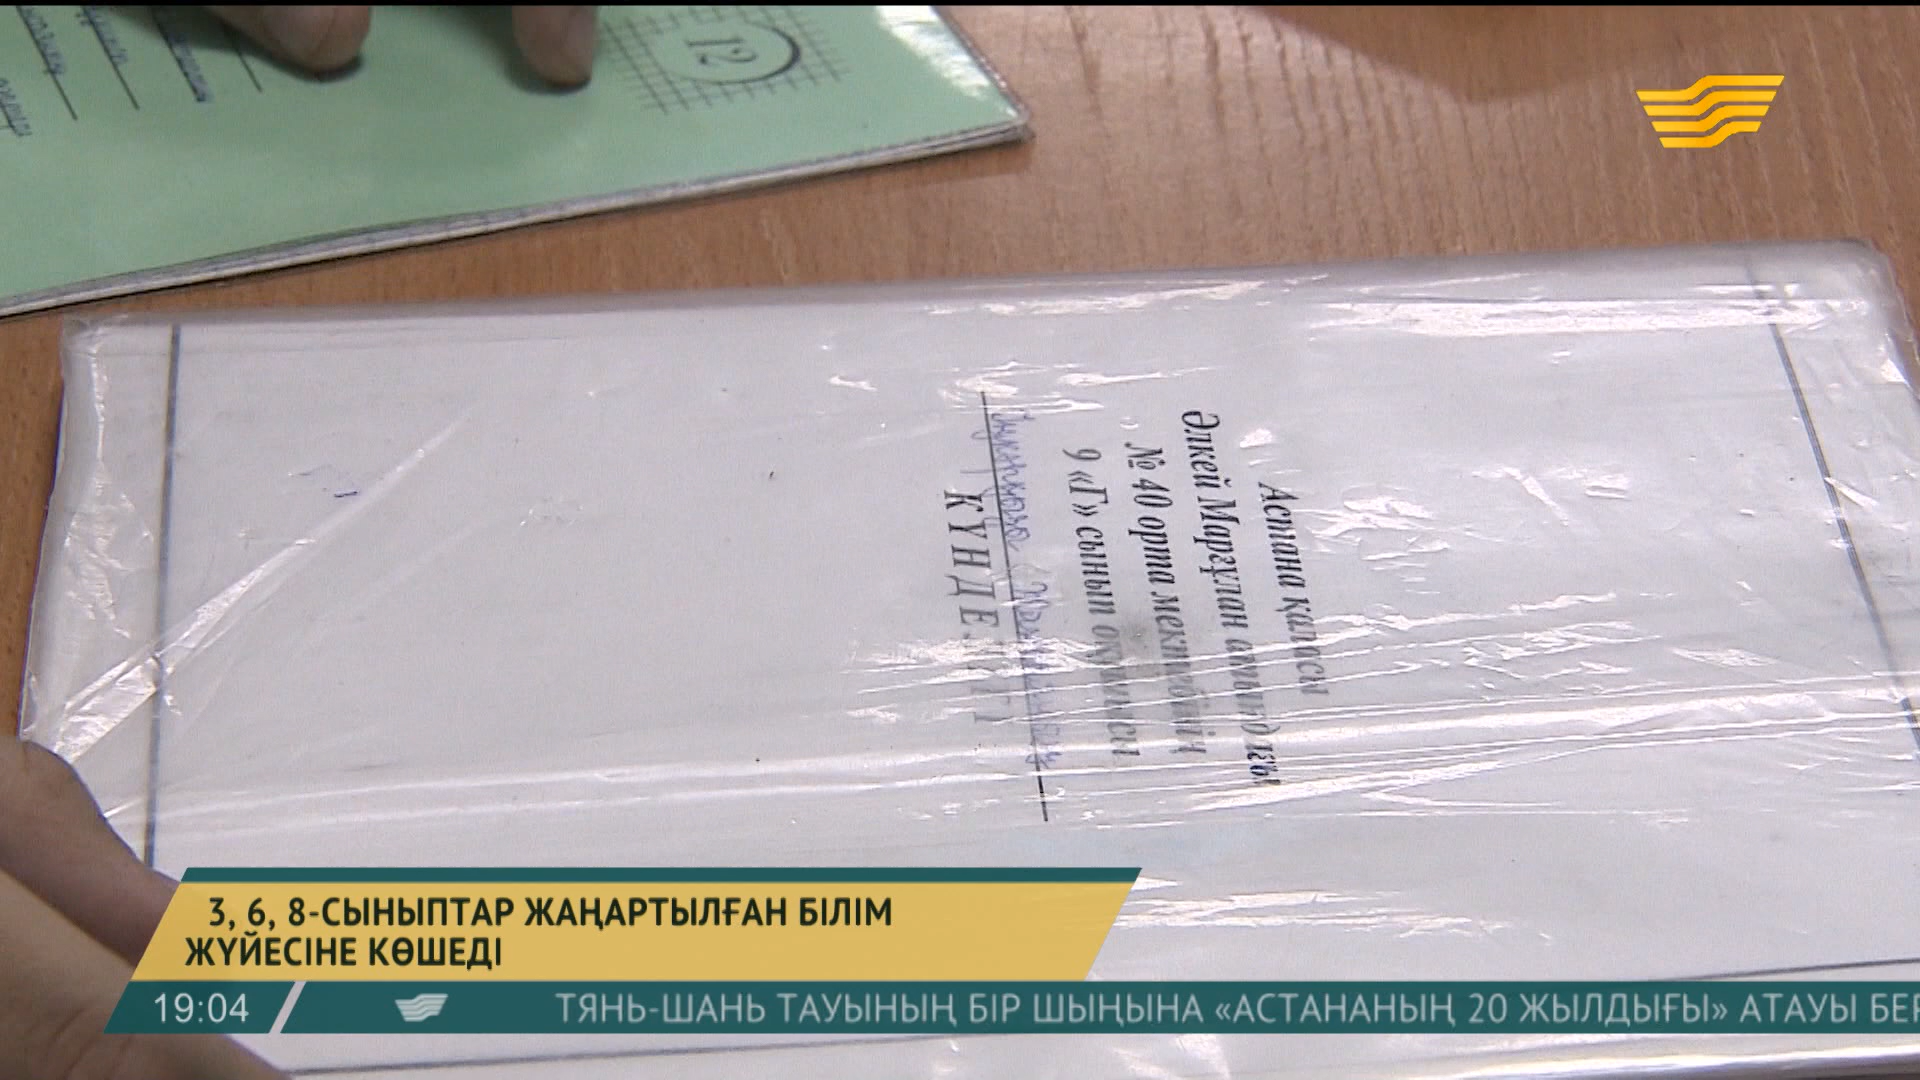 12
Астана қаласы
Әлкей Марғұлан атындағы
№ 40 орта мектебінің
9 «Г» сынып оқушысы
КҮНДЕЛІГІ
3, 6, 8-СЫНЫПТАР ЖАҢАРТЫЛҒАН БІЛІМ
ЖҮЙЕСІНЕ КӨШЕДІ
19:04
ТЯНЬ-ШАНЬ ТАУЫНЫҢ БІР ШЫҢЫНА «АСТАНАНЫҢ 20 ЖЫЛДЫҒЫ» АТАУЫ БЕР